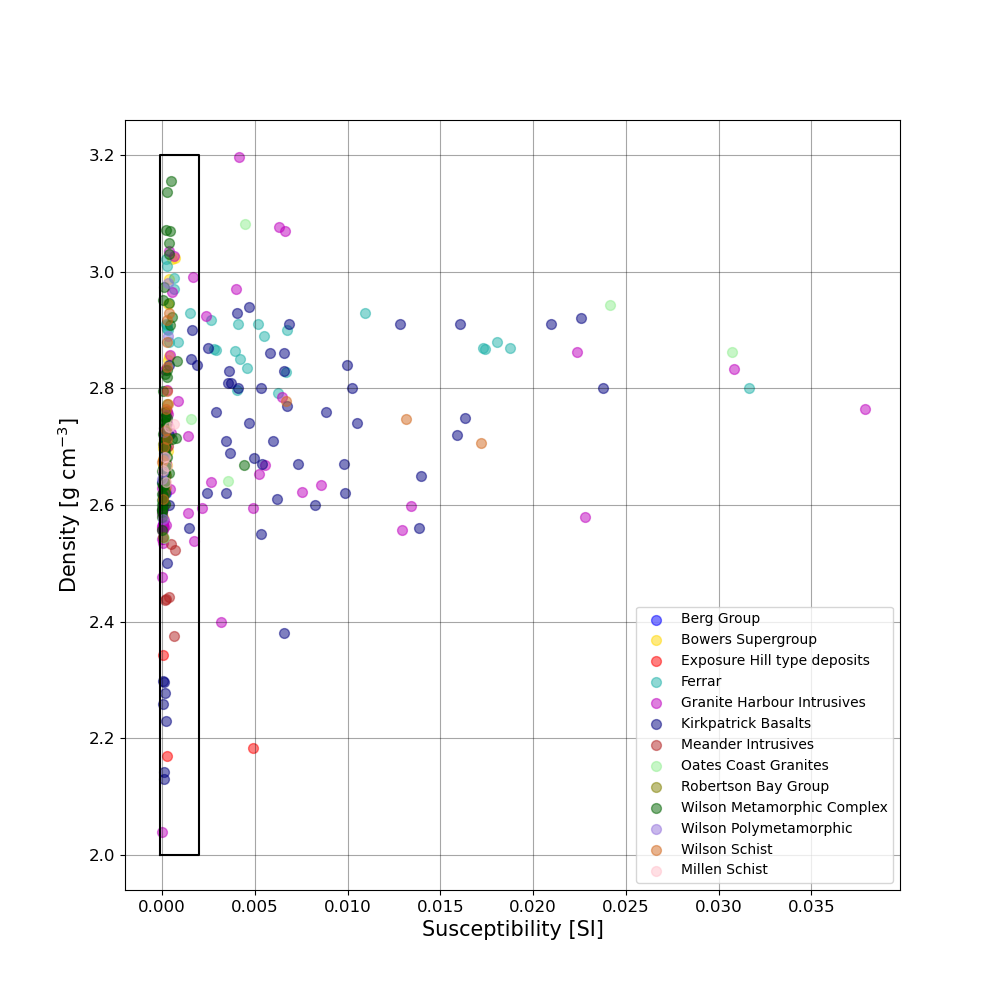 3.2
3.0
2.8
2.6
2.4
2.2
2.0
Density [g cm⁻³]
0.000 0.005 0.010 0.015 0.020 0.025 0.030 0.035
Susceptibility [SI]
Berg Group
Bowers Supergroup
Exposure Hill type deposits
Ferrar
Granite Harbour Intrusives
Kirkpatrick Basalts
Meander Intrusives
Oates Coast Granites
Robertson Bay Group
Wilson Metamorphic Complex
Wilson Polymetamorphic
Wilson Schist
Millen Schist